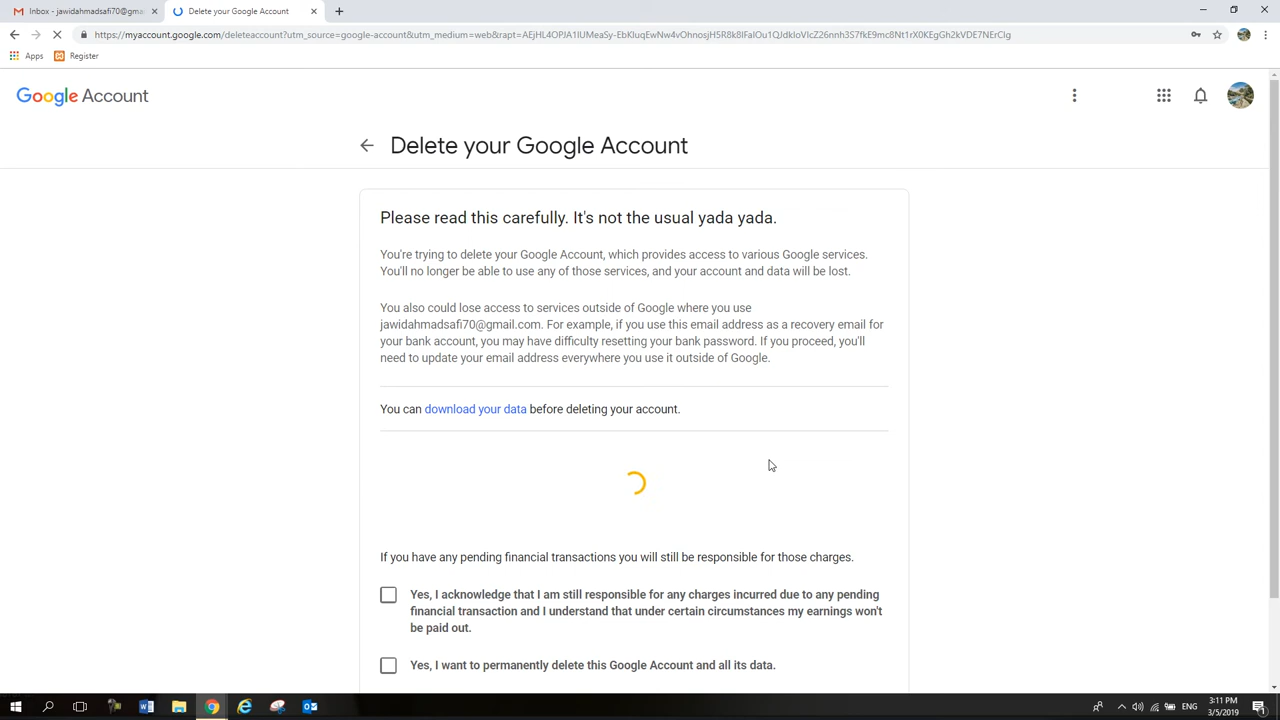 Inbox - jawidahmadsafi70@gma
Delete your Google Account
https://myaccount.google.com/deleteaccount?utm_source=google-account&utm_medium=web&rapt=
Apps
Register
Google Account
Delete your Google Account
Please read this carefully. It's not the usual yada yada.
You're trying to delete your Google Account, which provides access to various Google services.
You'll no longer be able to use any of those services, and your account and data will be lost.
You also could lose access to services outside of Google where you use
jawidahmadsafi70@gmail.com. For example, if you use this email address as a recovery email for
your bank account, you may have difficulty resetting your bank password. If you proceed, you'll
need to update your email address everywhere you use it outside of Google.
You can download your data before deleting your account.
If you have any pending financial transactions you will still be responsible for those charges.
Yes, I acknowledge that I am still responsible for any charges incurred due to any pending
financial transaction and I understand that under certain circumstances my earnings won't
be paid out.
Yes, I want to permanently delete this Google Account and all its data.
ENG
3:11 PM
3/5/2019